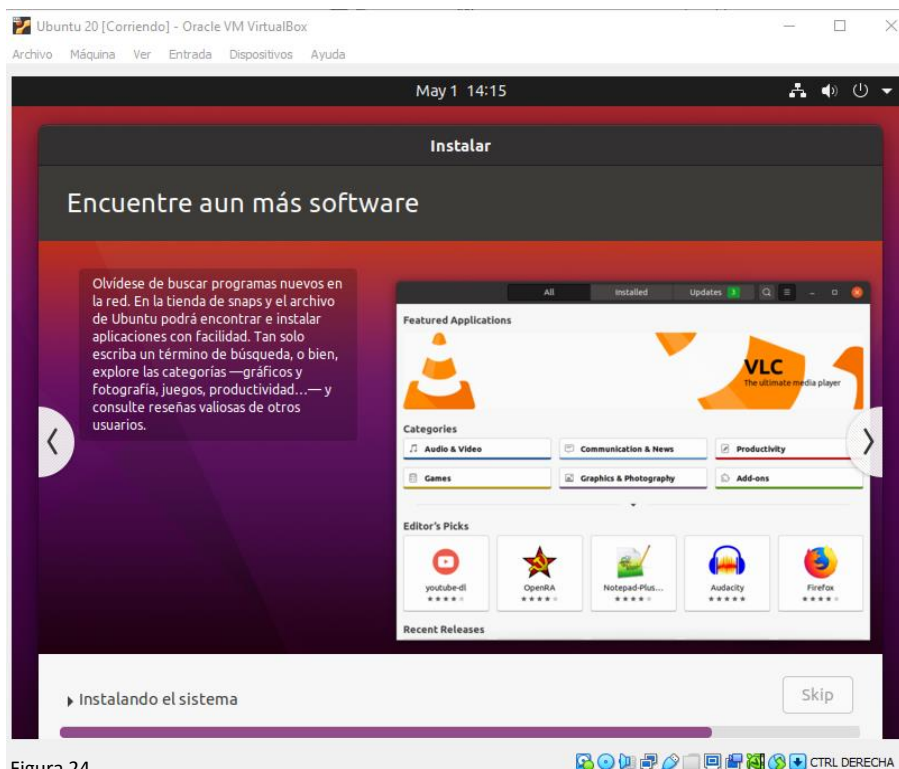 Ubuntu 20 [Corriendo] - Oracle VM VirtualBox
Archivo Máquina Ver Entrada Dispositivos Ayuda
May 1 14:15
Instalar
Encuentre aun más software
Olvídese de buscar programas nuevos en
la red. En la tienda de snaps y el archivo
de Ubuntu podrá encontrar e instalar
aplicaciones con facilidad. Tan solo
escriba un término de búsqueda, o bien,
explore las categorías —gráficos y
fotografía, juegos, productividad…— y
consulte reseñas valiosas de otros
usuarios.
All Installed Updates 3
Featured Applications
VLC
The ultimate media player
Categories
Audio & Video Communication & News Productivity
Games Graphics & Photography Add-ons
Editor's Picks
youtube-dl OpenRA Notepad-Plus... Audacity Firefox
Recent Releases
Instalando el sistema
Skip
CTRL DERECHA
Figura 24